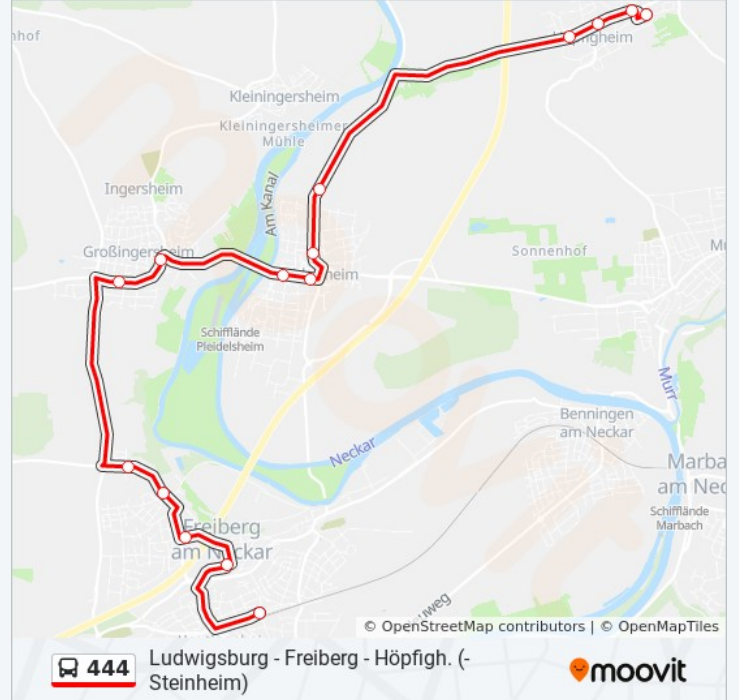 Kleiningersheim
Kleiningersheimer
Mühle
Ingersheim
Am Kanal
Großingersheim
Sonnenhof
Schifflände
Pleidelsheim
Murr
Benningen
am Neckar
Neckar
Marba
am Nec
Schifflände
Marbach
Freiberg
am Neckar
© OpenStreetMap contributors | © OpenMapTiles
444
Ludwigsburg - Freiberg - Höpfigh. (-
Steinheim)
moovit